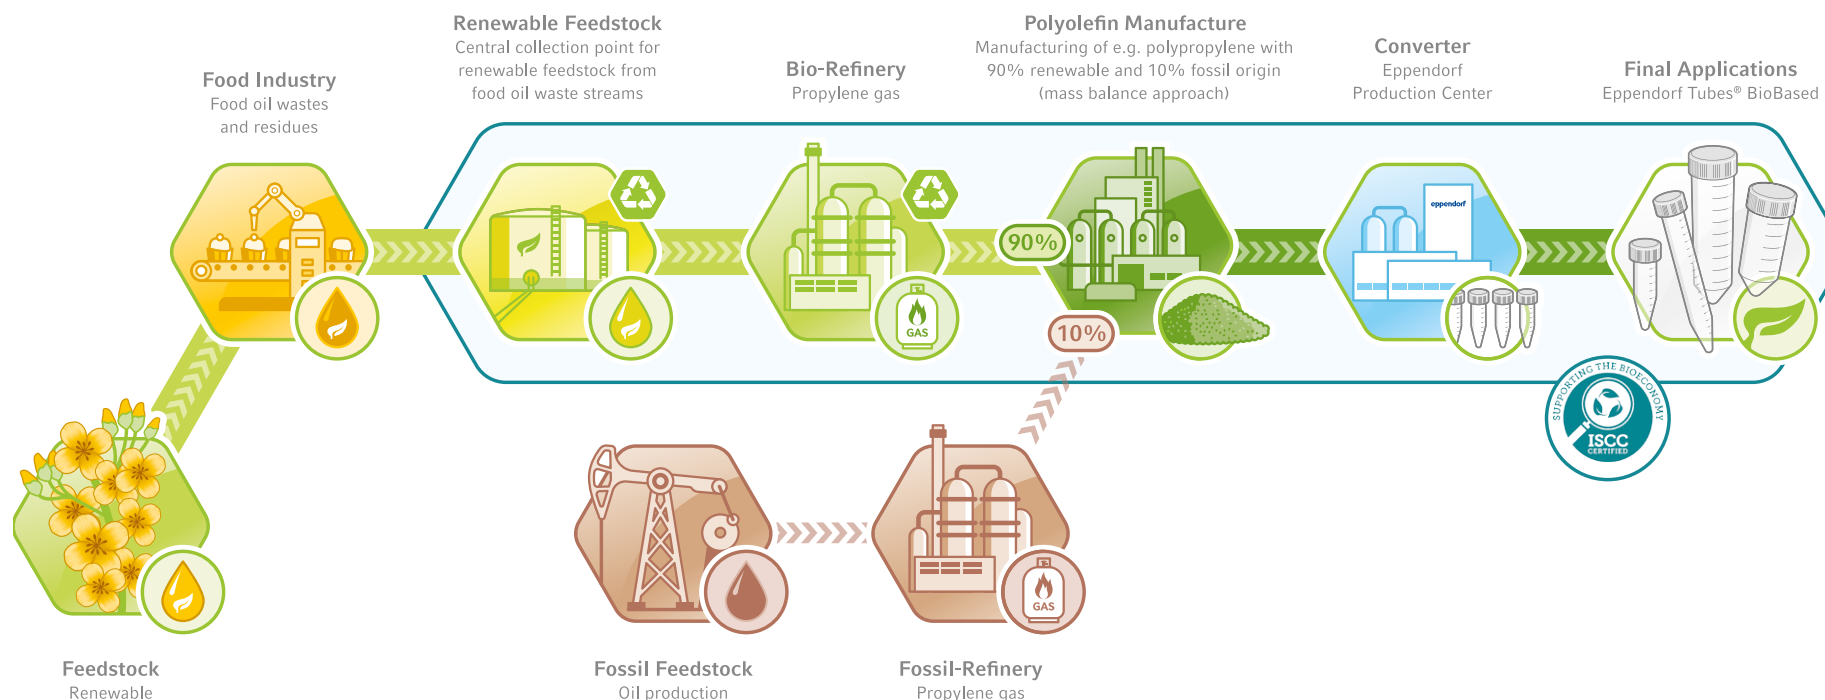 Food Industry
Food oil wastes
and residues
Renewable Feedstock
Central collection point for
renewable feedstock from
food oil waste streams
Bio-Refinery
Propylene gas
Polyolefin Manufacture
Manufacturing of e.g. polypropylene with
90% renewable and 10% fossil origin
(mass balance approach)
Converter
Eppendorf
Production Center
Final Applications
Eppendorf Tubes® BioBased
eppendorf
90%
GAS
10%
SUPPORTING THE BIOECONOMY
ISCC
CERTIFIED
GAS
Feedstock
Renewable
Fossil Feedstock
Oil production
Fossil-Refinery
Propylene gas